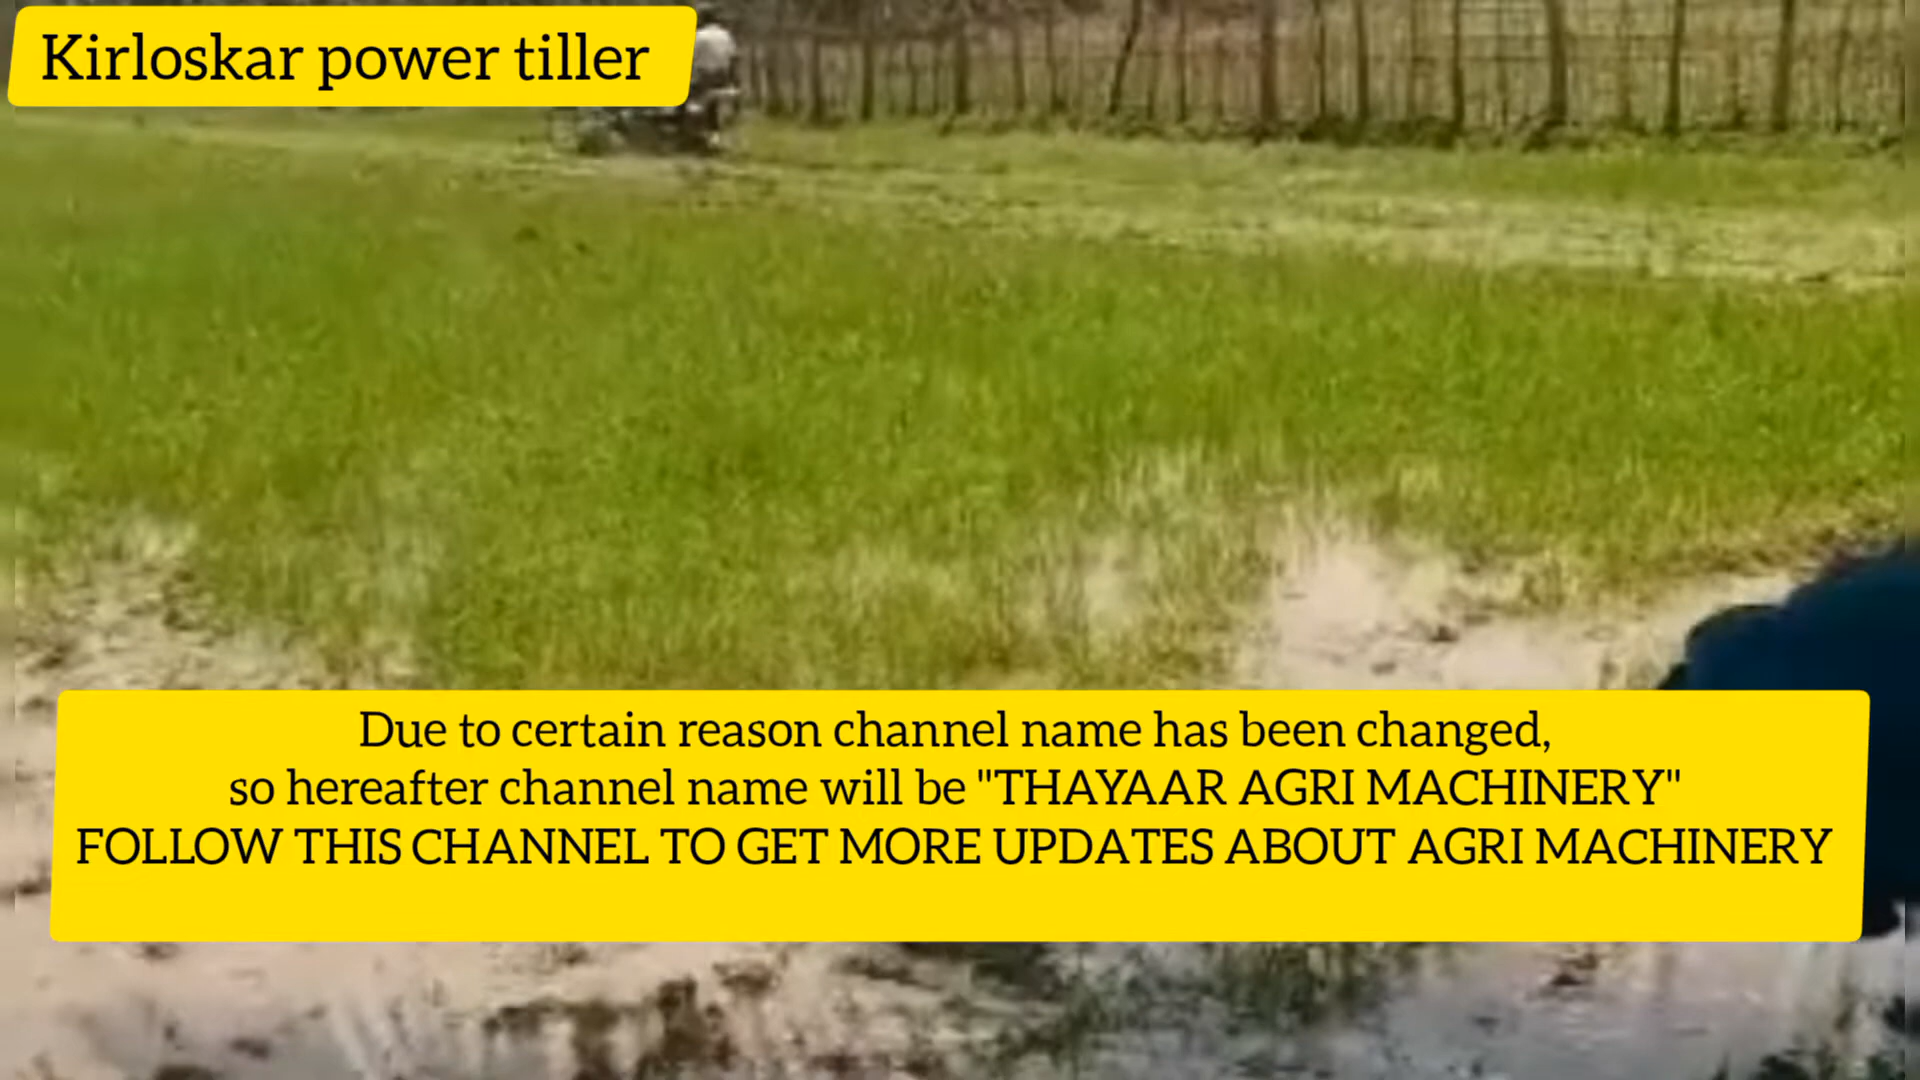 Kirloskar power tiller
Due to certain reason channel name has been changed,
so hereafter channel name will be "THAYAAR AGRI MACHINERY"
FOLLOW THIS CHANNEL TO GET MORE UPDATES ABOUT AGRI MACHINERY